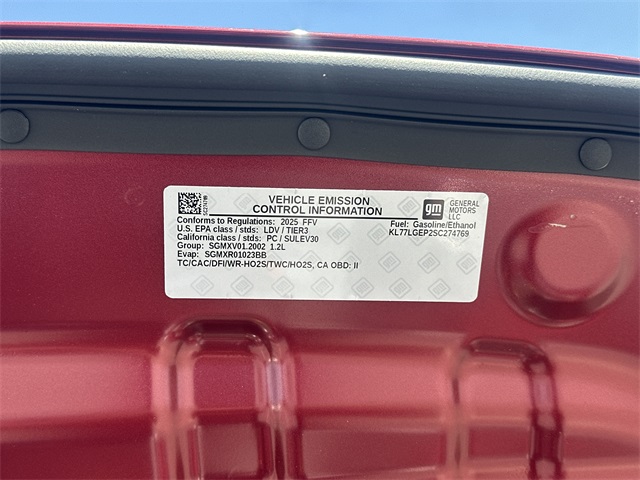 VEHICLE EMISSION
CONTROL INFORMATION
gm
GENERAL
MOTORS
LLC
Conforms to Regulations: 2025 FFV
Fuel: Gasoline/Ethanol
U.S. EPA class / stds: LDV / TIER3
KL77LGEP2SC274769
California class / stds: PC / SULEV30
Group: SGMXV01.2002 1.2L
Evap: SGMXR01023BB
TC/CAC/DFI/WR-HO2S/TWC/HO2S, CA OBD: II